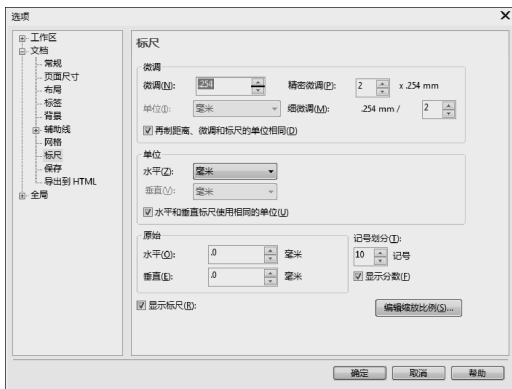 选项
工作区
文档
常规
页面尺寸
布局
标签
背景
辅助线
网格
标尺
保存
导出到 HTML
全局
标尺
微调
微调(N): .254 精密微调(P): 2 x .254 mm
单位(I): 毫米 细微调(M): .254 mm / 2
再制距离、微调和标尺的单位相同(D)
单位
水平(Z): 毫米
垂直(V): 毫米
水平和垂直标尺使用相同的单位(U)
原始
水平(O): .0 毫米
垂直(E): .0 毫米
记号划分(T):
10 记号
显示分数(F)
显示标尺(R):
编辑缩放比例(S)...
确定 取消 帮助